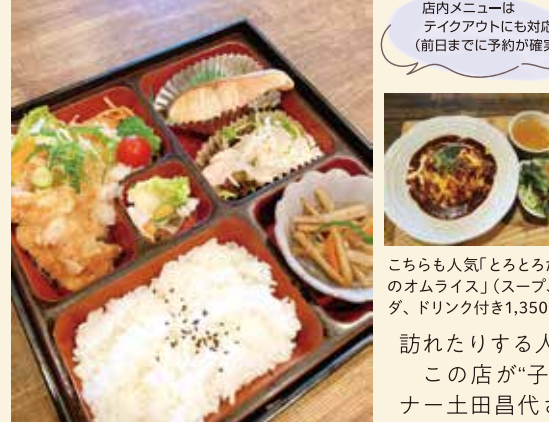 店内メニューは
テイクアウトにも対応
（前日までに予約が確実
こちらも人気「とろとろ
のオムライス」（スープ、
ダ、ドリンク付き1,350
訪れたりする人
この店が“子
ナー土田昌代さ